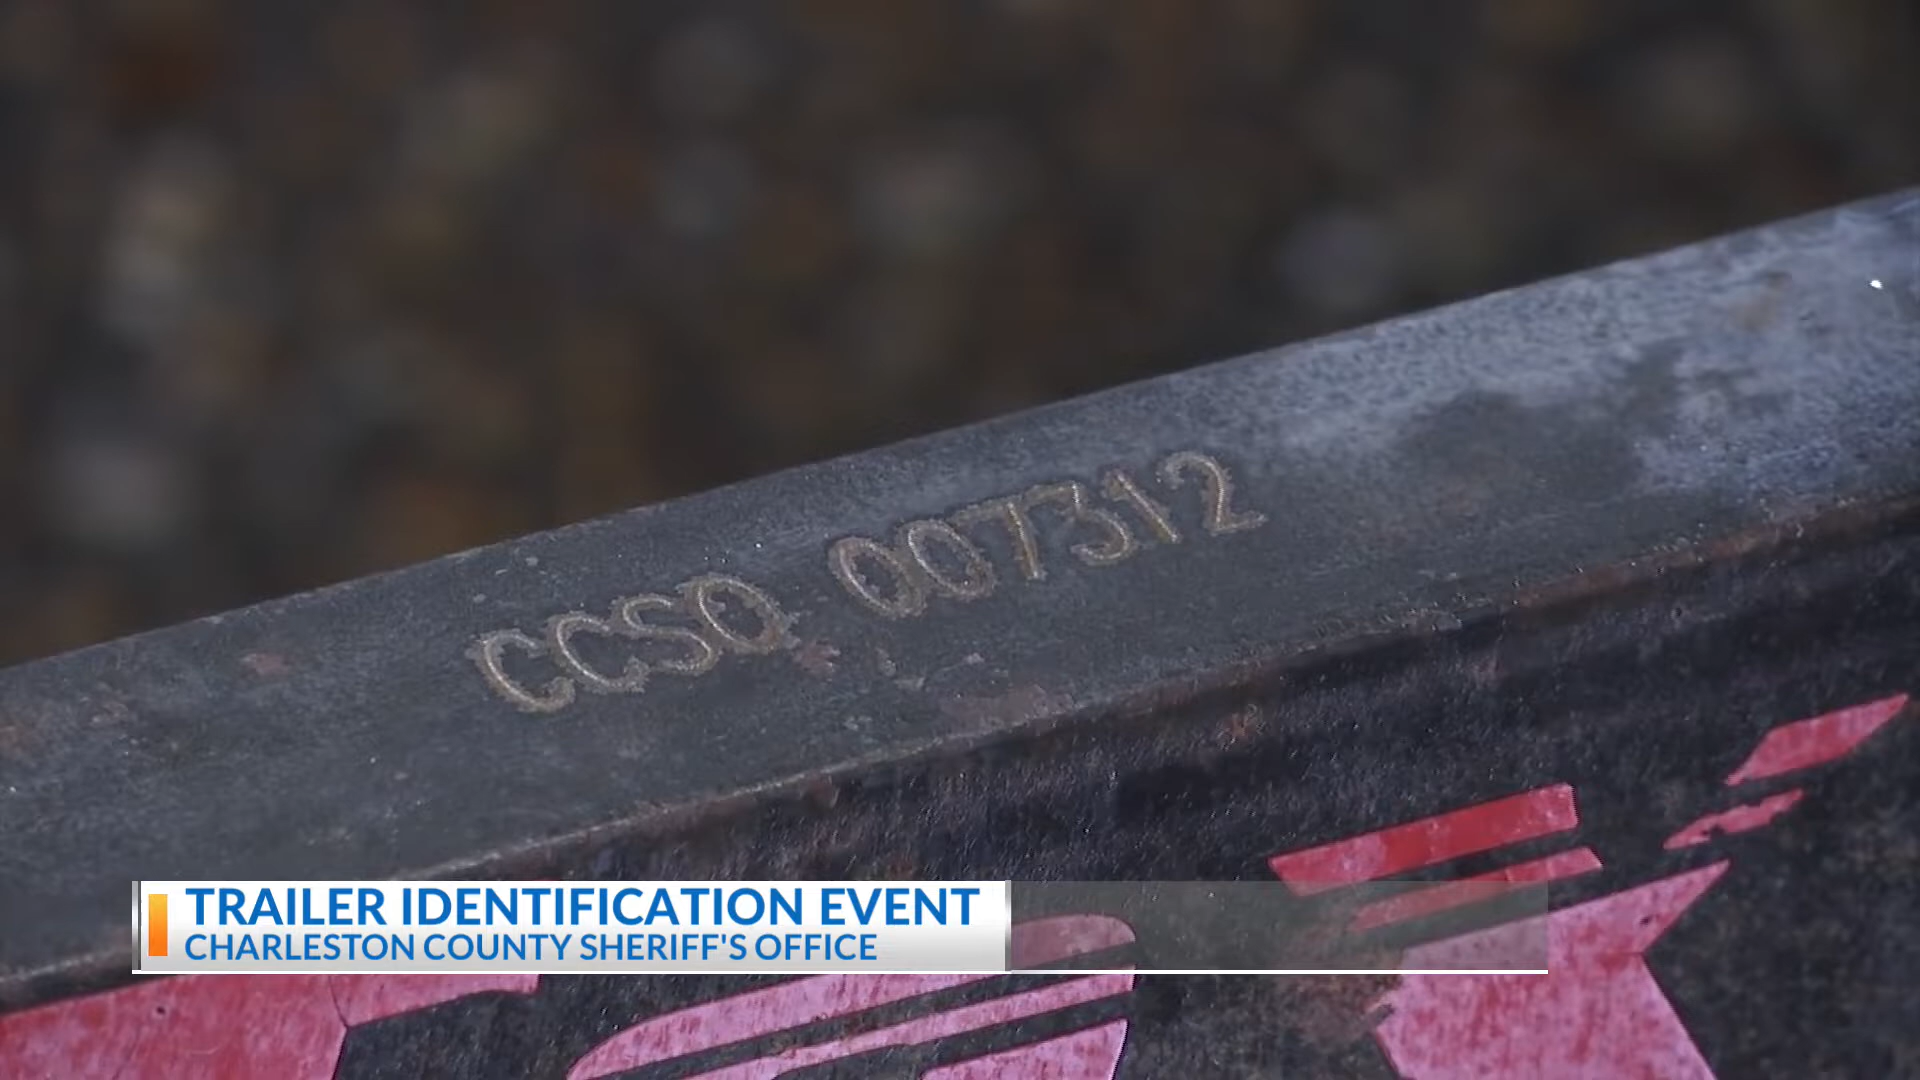 CCSO 007312
TRAILER IDENTIFICATION EVENT
CHARLESTON COUNTY SHERIFF'S OFFICE